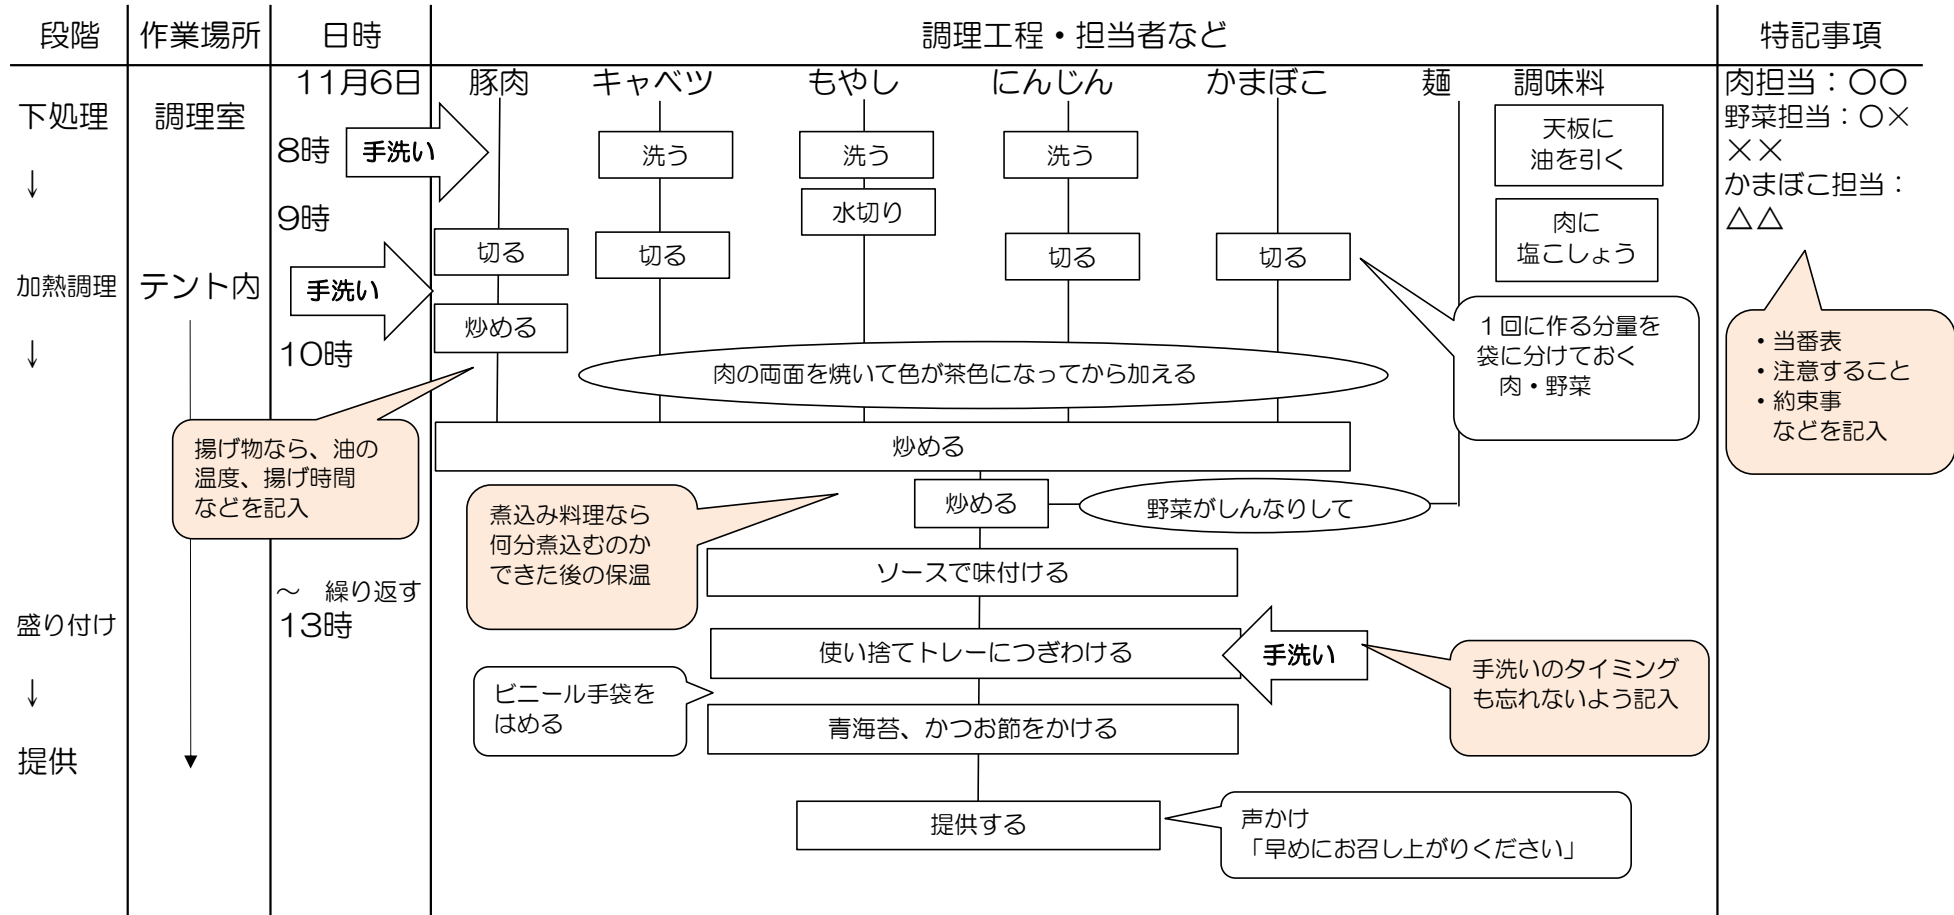 段階
作業場所
日時
調理工程・担当者など
特記事項
11月6日
豚肉
キャベツ
もやし
にんじん
かまぼこ
麺
調味料
肉担当：〇〇
野菜担当：〇×
××
かまぼこ担当：
△△
下処理
調理室
8時
手洗い
洗う
洗う
洗う
天板に
油を引く
↓
9時
水切り
肉に
塩こしょう
切る
切る
切る
切る
加熱調理
テント内
手洗い
炒める
１回に作る分量を
袋に分けておく
肉・野菜
・当番表
・注意すること
・約束事
などを記入
↓
10時
肉の両面を焼いて色が茶色になってから加える
揚げ物なら、油の
温度、揚げ時間
などを記入
炒める
炒める
野菜がしんなりして
煮込み料理なら
何分煮込むのか
できた後の保温
ソースで味付ける
～ 繰り返す
13時
盛り付け
使い捨てトレーにつぎわける
手洗い
手洗いのタイミング
も忘れないよう記入
↓
ビニール手袋を
はめる
青海苔、かつお節をかける
提供
提供する
声かけ
「早めにお召し上がりください」